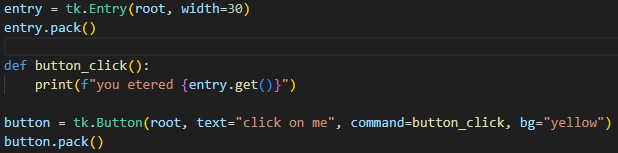 entry = tk.Entry(root, width=30)
entry.pack()
def button_click():
    print(f"you etered {entry.get()}")
button = tk.Button(root, text="click on me", command=button_click, bg="yellow")
button.pack()